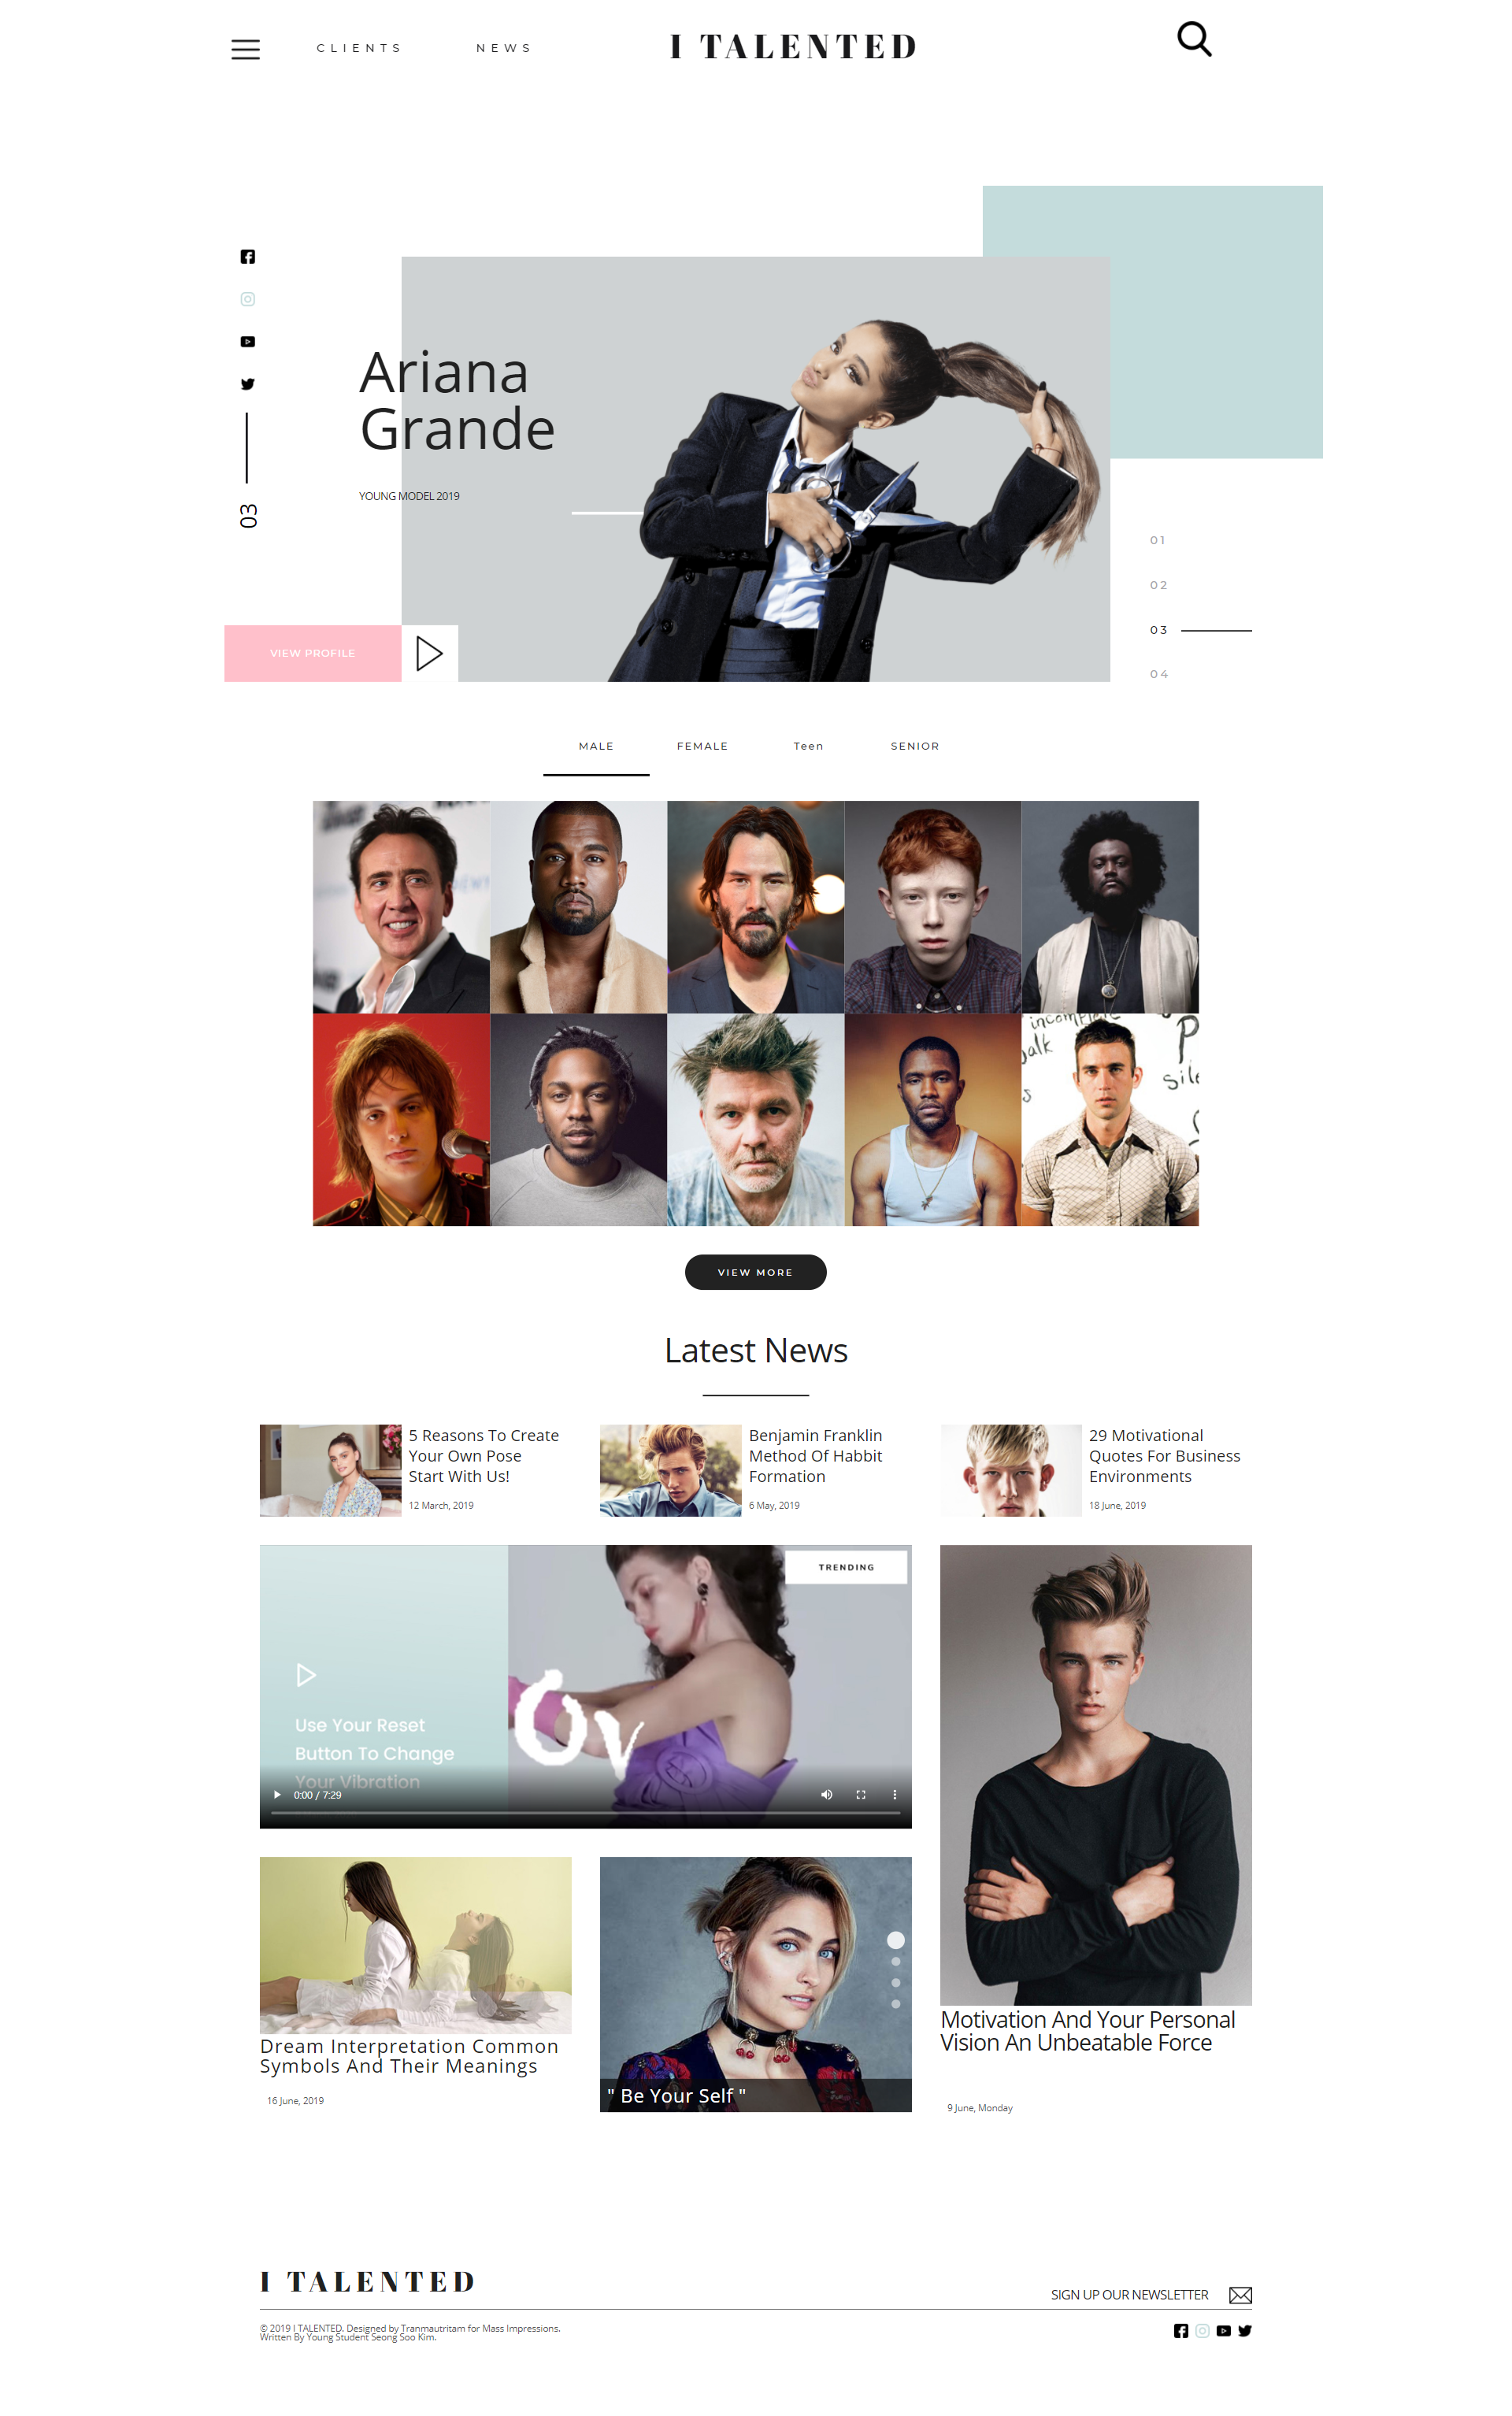 CLIENTS
NEWS
I TALENTED
Ariana
Grande
YOUNG MODEL 2019
03
VIEW PROFILE
01
02
03
04
MALE
FEMALE
Teen
SENIOR
incomplete
alk
P
sile
s
VIEW MORE
Latest News
5 Reasons To Create
Your Own Pose
Start With Us!
12 March, 2019
Benjamin Franklin
Method Of Habbit
Formation
6 May, 2019
29 Motivational
Quotes For Business
Environments
18 June, 2019
TRENDING
Use Your Reset
Button To Change
Your Vibration
Ov
0:00 / 7:29
Dream Interpretation Common
Symbols And Their Meanings
16 June, 2019
" Be Your Self "
Motivation And Your Personal
Vision An Unbeatable Force
9 June, Monday
I TALENTED
SIGN UP OUR NEWSLETTER
© 2019 I TALENTED. Designed by Tranmautritam for Mass Impressions.
Written By Young Student Seong Soo Kim.